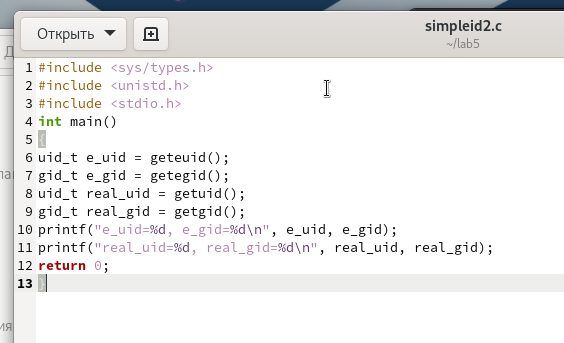 Открыть
simpleid2.c
~/lab5
1 #include <sys/types.h>
2 #include <unistd.h>
3 #include <stdio.h>
4 int main()
5 {
6 uid_t e_uid = geteuid();
7 gid_t e_gid = getegid();
8 uid_t real_uid = getuid();
9 gid_t real_gid = getgid();
10 printf("e_uid=%d, e_gid=%d\n", e_uid, e_gid);
11 printf("real_uid=%d, real_gid=%d\n", real_uid, real_gid);
12 return 0;
13 }